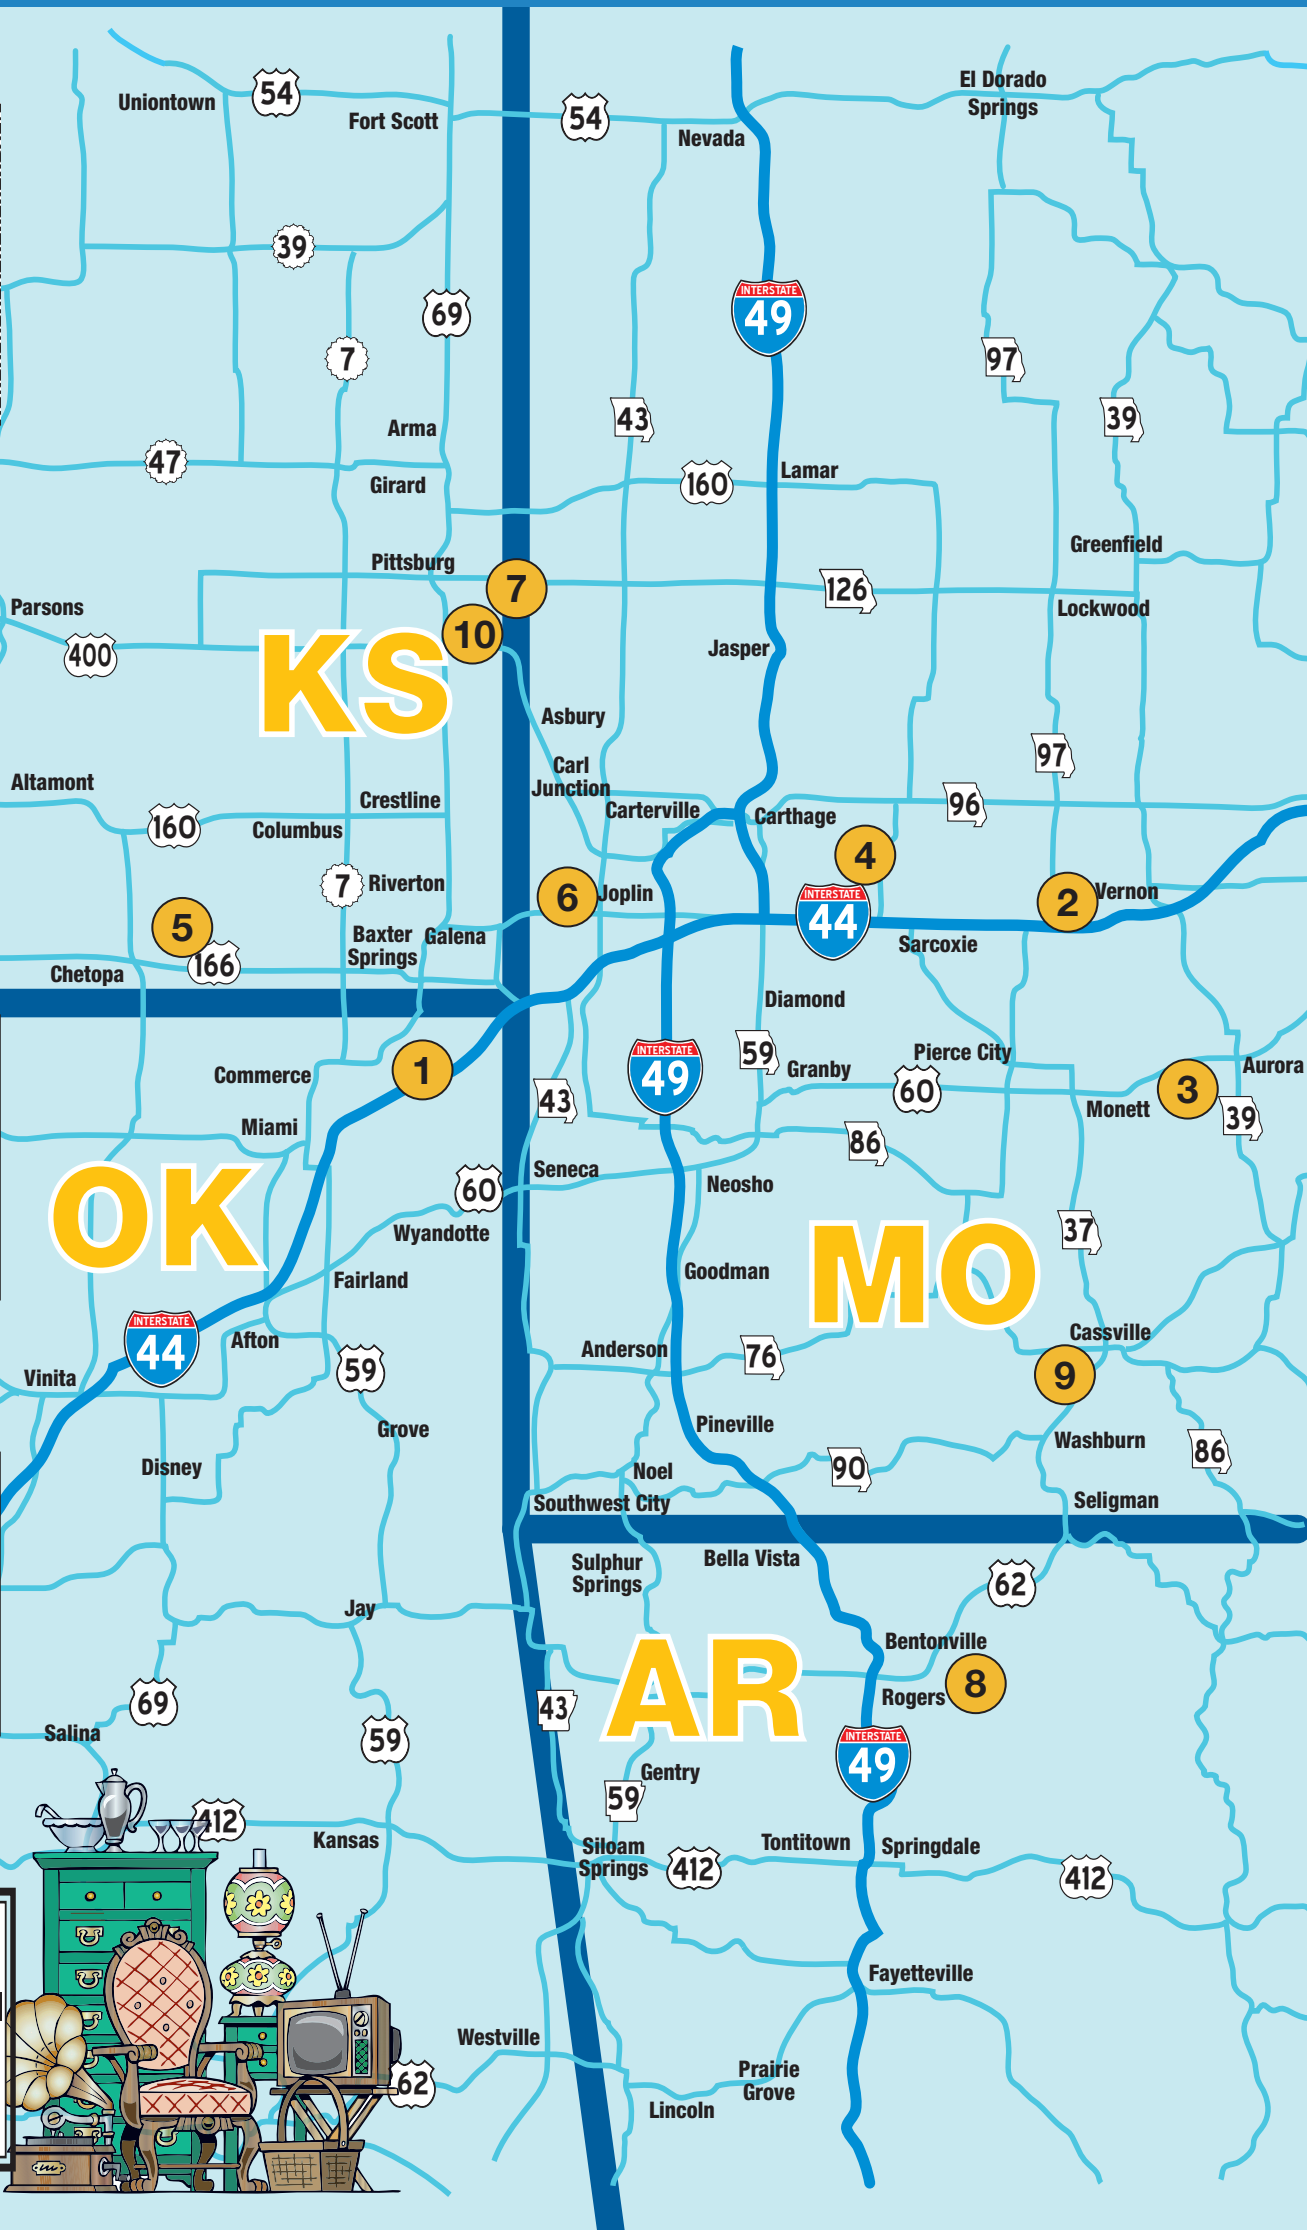 El Dorado
Springs
54
Uniontown
54
Fort Scott
Nevada
39
INTERSTATE
49
69
7
97
43
39
Arma
47
Lamar
Girard
160
Greenfield
Pittsburg
7
126
Parsons
Lockwood
10
400
KS
Jasper
Asbury
97
Carl
Junction
Altamont
Crestline
96
Carterville
Carthage
160
Columbus
4
7
Riverton
6
Joplin
INTERSTATE
44
2
Vernon
5
Baxter
Springs
Galena
Sarcoxie
166
Chetopa
Diamond
INTERSTATE
49
59
Pierce City
Aurora
Commerce
1
Granby
60
3
43
Monett
39
Miami
86
OK
Seneca
60
Neosho
Wyandotte
MO
37
Goodman
Fairland
INTERSTATE
44
Afton
Cassville
Anderson
76
59
9
Vinita
Pineville
Grove
Washburn
86
Disney
Noel
90
Southwest City
Seligman
Bella Vista
Sulphur
Springs
62
Jay
Bentonville
AR
8
Rogers
69
43
Salina
59
INTERSTATE
49
Gentry
59
412
Kansas
Siloam
Springs
Tontitown
Springdale
412
412
Fayetteville
Westville
62
Prairie
Grove
Lincoln